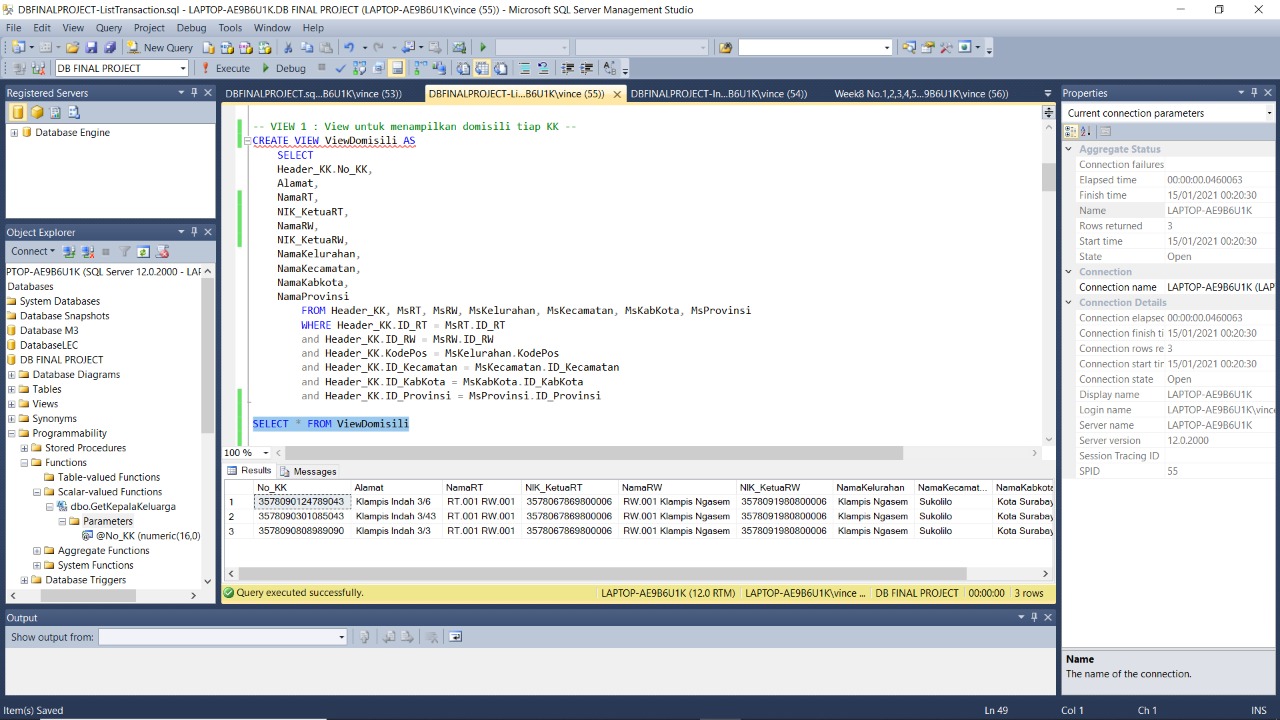 DBFINALPROJECT-ListTransaction.sql - LAPTOP-AE9B6U1K.DB FINAL PROJECT (LAPTOP-AE9B6U1K\vince (55)) - Microsoft SQL Server Management Studio
File Edit View Query Project Debug Tools Window Help
New Query
DB FINAL PROJECT Execute Debug
Registered Servers
Database Engine
Object Explorer
Connect
PTOP-AE9B6U1K (SQL Server 12.0.2000 - LAP
Databases
System Databases
Database Snapshots
Database M3
DatabaseLEC
DB FINAL PROJECT
Database Diagrams
Tables
Views
Synonyms
Programmability
Stored Procedures
Functions
Table-valued Functions
Scalar-valued Functions
dbo.GetKepalaKeluarga
Parameters
@No_KK (numeric(16,0)
Aggregate Functions
System Functions
Database Triggers
DBFINALPROJECT.sq...B6U1K\vince (53)) DBFINALPROJECT-Li...B6U1K\vince (55)) DBFINALPROJECT-In...B6U1K\vince (54)) Week8 No.1,2,3,4,5...9B6U1K\vince (56))
-- VIEW 1 : View untuk menampilkan domisili tiap KK --
CREATE VIEW ViewDomisili AS
SELECT
Header_KK.No_KK,
Alamat,
NamaRT,
NIK_KetuaRT,
NamaRW,
NIK_KetuaRW,
NamaKelurahan,
NamaKecamatan,
NamaKabkota,
NamaProvinsi
FROM Header_KK, MsRT, MsRW, MsKelurahan, MsKecamatan, MsKabKota, MsProvinsi
WHERE Header_KK.ID_RT = MsRT.ID_RT
and Header_KK.ID_RW = MsRW.ID_RW
and Header_KK.KodePos = MsKelurahan.KodePos
and Header_KK.ID_Kecamatan = MsKecamatan.ID_Kecamatan
and Header_KK.ID_KabKota = MsKabKota.ID_KabKota
and Header_KK.ID_Provinsi = MsProvinsi.ID_Provinsi
SELECT * FROM ViewDomisili
100 %
Results Messages
No_KK Alamat NamaRT NIK_KetuaRT NamaRW NIK_KetuaRW NamaKelurahan NamaKecamat... NamaKabkota
1 3578090124789043 Klampis Indah 3/6 RT.001 RW.001 3578067869800006 RW.001 Klampis Ngasem 3578091980800006 Klampis Ngasem Sukolilo Kota Surabay
2 3578090301085043 Klampis Indah 3/43 RT.001 RW.001 3578067869800006 RW.001 Klampis Ngasem 3578091980800006 Klampis Ngasem Sukolilo Kota Surabay
3 3578090808989090 Klampis Indah 3/3 RT.001 RW.001 3578067869800006 RW.001 Klampis Ngasem 3578091980800006 Klampis Ngasem Sukolilo Kota Surabay
Query executed successfully. LAPTOP-AE9B6U1K (12.0 RTM) LAPTOP-AE9B6U1K\vince ... DB FINAL PROJECT 00:00:00 3 rows
Properties
Current connection parameters
Aggregate Status
Connection failures
Elapsed time 00:00:00.0460063
Finish time 15/01/2021 00:20:30
Name LAPTOP-AE9B6U1K
Rows returned 3
Start time 15/01/2021 00:20:30
State Open
Connection
Connection name LAPTOP-AE9B6U1K (LAP
Connection Details
Connection elapsec 00:00:00.0460063
Connection finish ti 15/01/2021 00:20:30
Connection rows re 3
Connection start tir 15/01/2021 00:20:30
Connection state Open
Display name LAPTOP-AE9B6U1K
Login name LAPTOP-AE9B6U1K\vince
Server name LAPTOP-AE9B6U1K
Server version 12.0.2000
Session Tracing ID
SPID 55
Name
The name of the connection.
Output
Show output from:
Item(s) Saved Ln 49 Col 1 Ch 1 INS